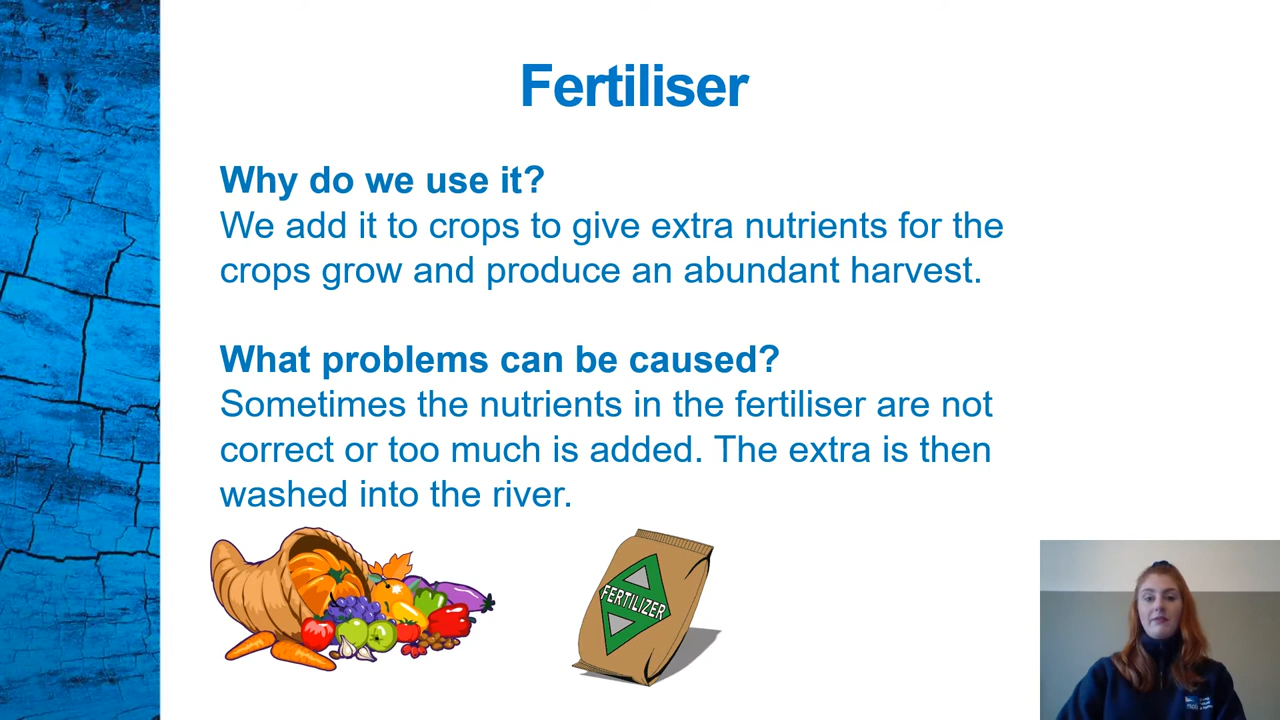 Fertiliser
Why do we use it?
We add it to crops to give extra nutrients for the
crops grow and produce an abundant harvest.
What problems can be caused?
Sometimes the nutrients in the fertiliser are not
correct or too much is added. The extra is then
washed into the river.
FERTILIZER